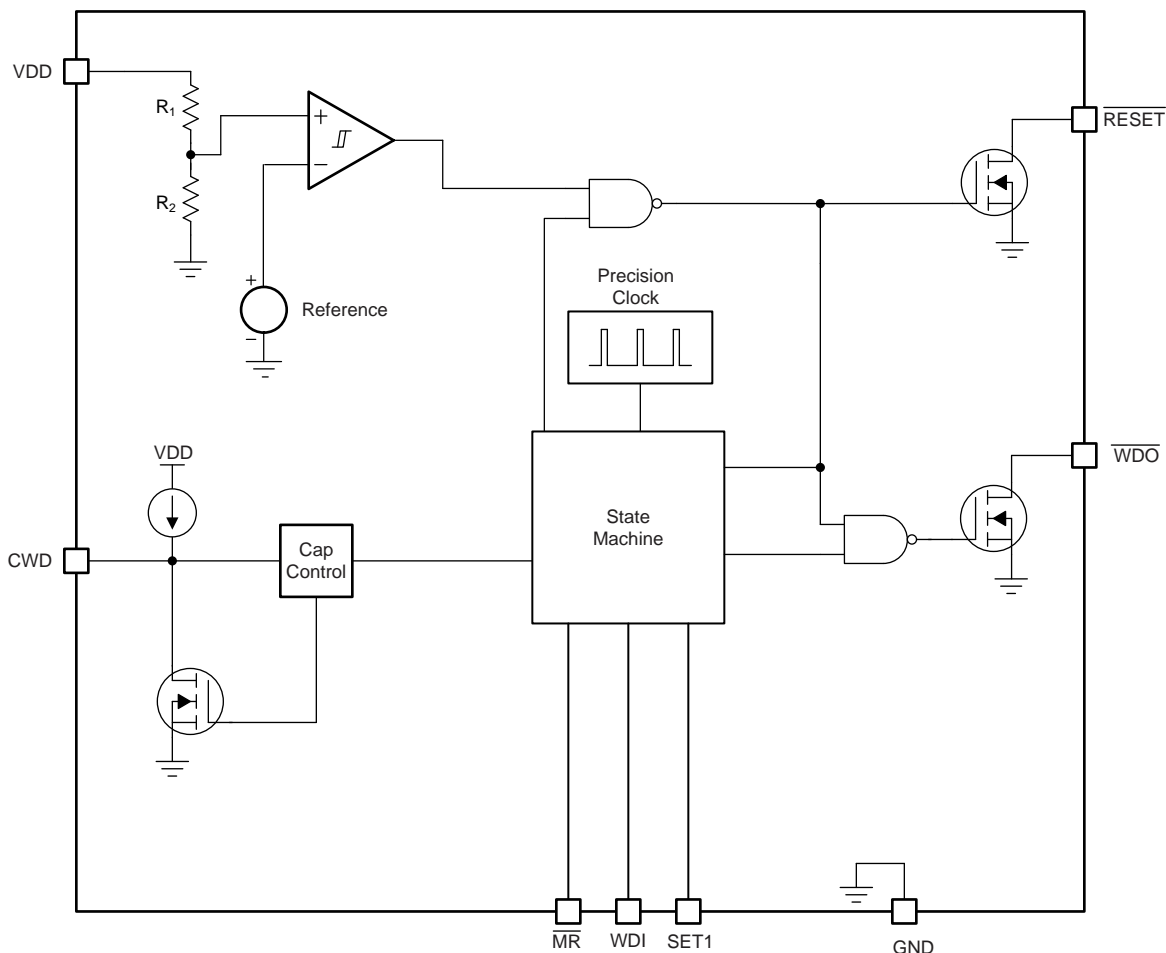 VDD
R₁
R₂
+
−
+
−
Reference
RESET
Precision
Clock
VDD
WDO
State
Machine
CWD
Cap
Control
MR
WDI
SET1
GND